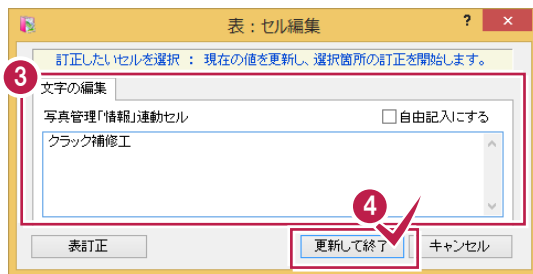 表：セル編集 ? ×
訂正したいセルを選択 ： 現在の値を更新し、選択箇所の訂正を開始します。
3
文字の編集
写真管理「情報」連動セル 自由記入にする
クラック補修工
4
表訂正 更新して終了 キャンセル